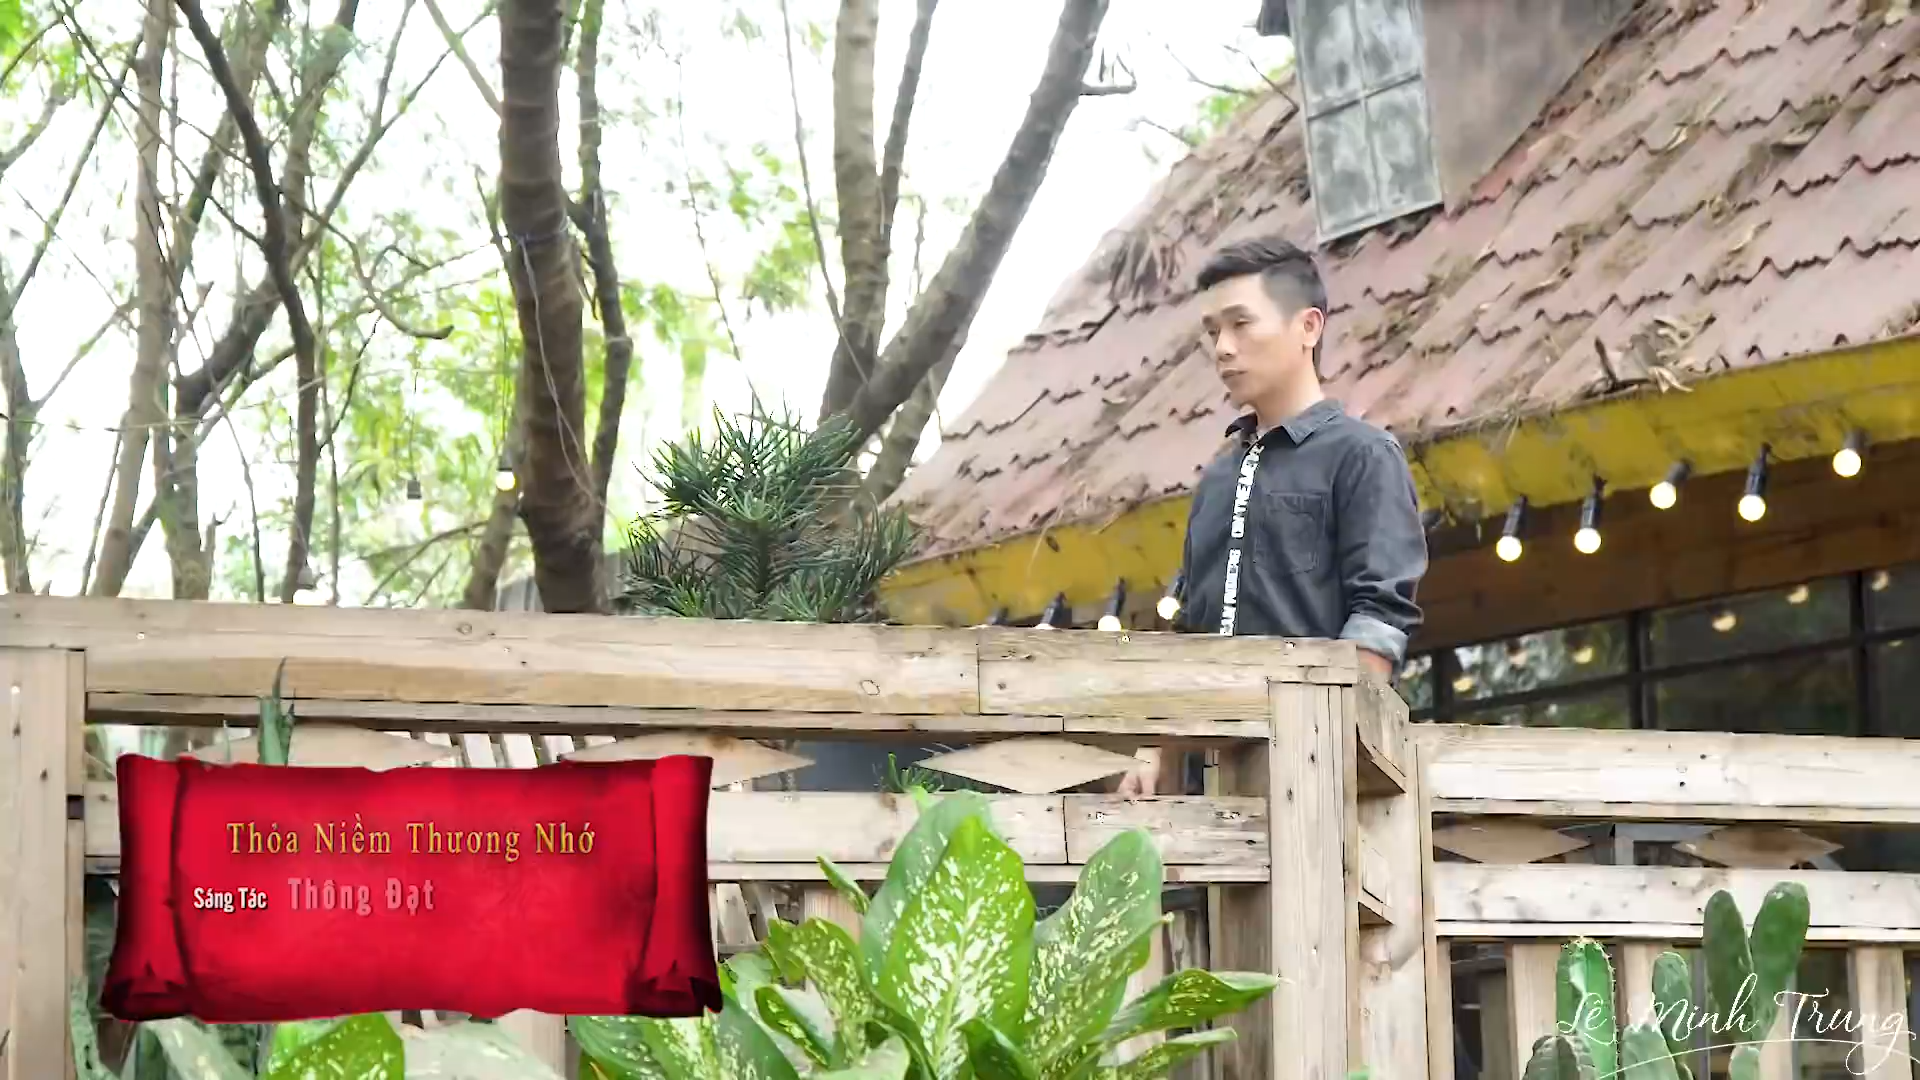 Thỏa Niềm Thương Nhớ
Sáng Tác Thông Đạt
Lê Minh Trung